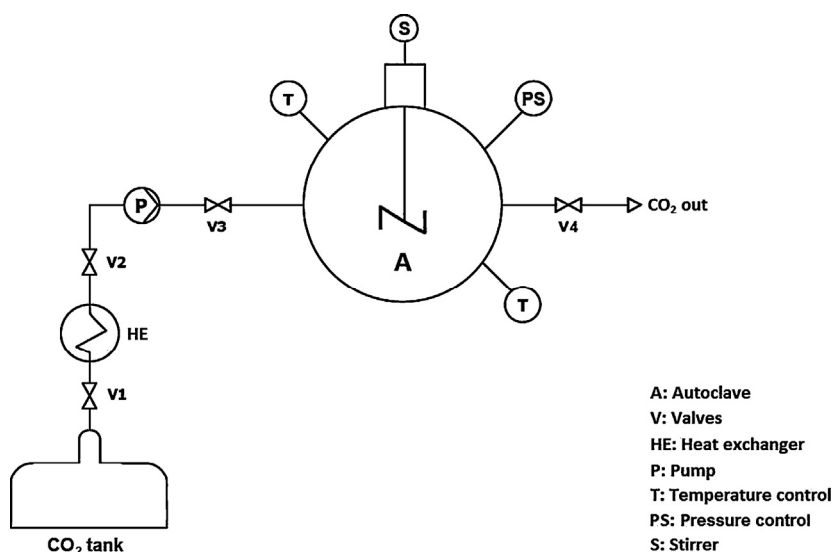 S
T
PS
P
V3
V4
CO₂ out
V2
A
T
HE
V1
CO₂ tank
A: Autoclave
V: Valves
HE: Heat exchanger
P: Pump
T: Temperature control
PS: Pressure control
S: Stirrer